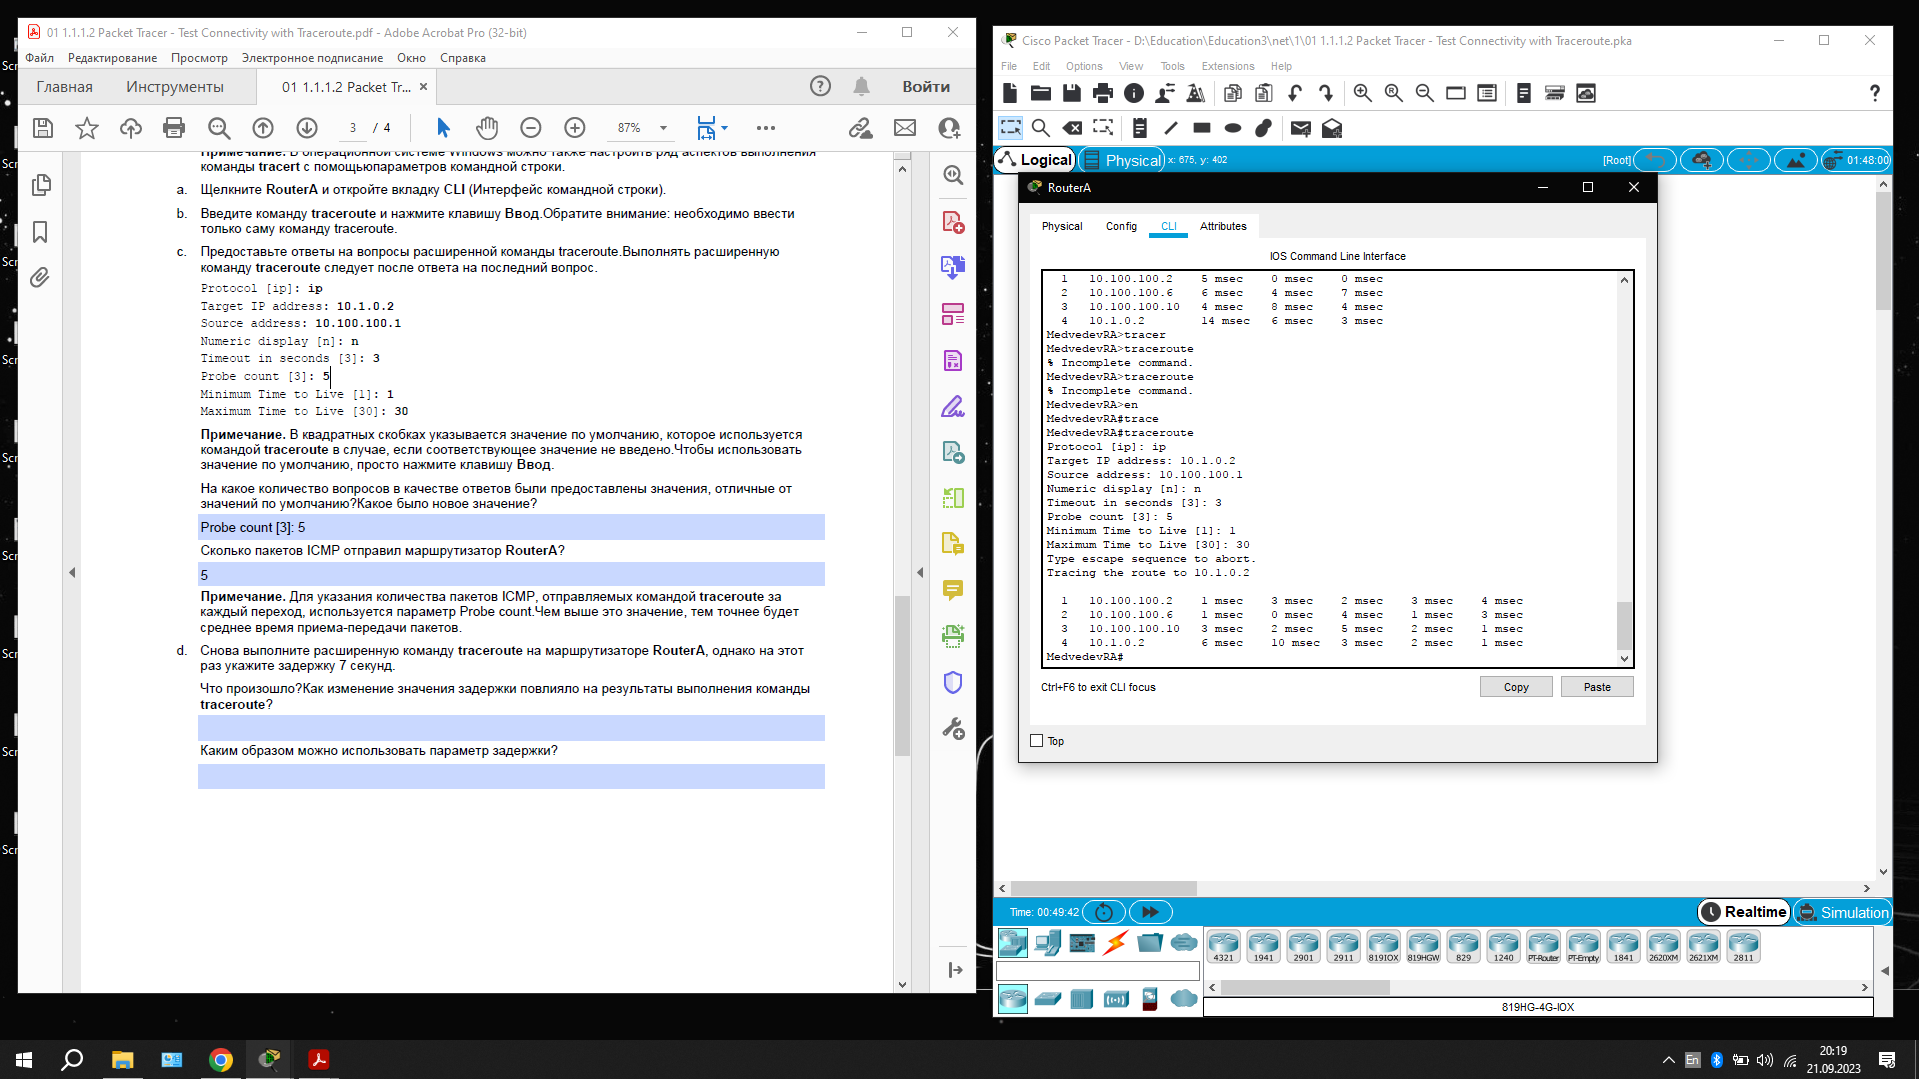 01 1.1.1.2 Packet Tracer - Test Connectivity with Traceroute.pdf - Adobe Acrobat Pro (32-bit)
Файл Редактирование Просмотр Электронное подписание Окно Справка
Главная Инструменты 01 1.1.1.2 Packet Tr... × Войти
3 / 4 87%
Примечание. В операционной системе Windows можно также настроить ряд аспектов выполнения
команды tracert с помощьюпараметров командной строки.
a. Щелкните RouterA и откройте вкладку CLI (Интерфейс командной строки).
b. Введите команду traceroute и нажмите клавишу Ввод.Обратите внимание: необходимо ввести
только саму команду traceroute.
c. Предоставьте ответы на вопросы расширенной команды traceroute.Выполнять расширенную
команду traceroute следует после ответа на последний вопрос.
Protocol [ip]: ip
Target IP address: 10.1.0.2
Source address: 10.100.100.1
Numeric display [n]: n
Timeout in seconds [3]: 3
Probe count [3]: 5
Minimum Time to Live [1]: 1
Maximum Time to Live [30]: 30
Примечание. В квадратных скобках указывается значение по умолчанию, которое используется
командой traceroute в случае, если соответствующее значение не введено.Чтобы использовать
значение по умолчанию, просто нажмите клавишу Ввод.
На какое количество вопросов в качестве ответов были предоставлены значения, отличные от
значений по умолчанию?Какое было новое значение?
Probe count [3]: 5
Сколько пакетов ICMP отправил маршрутизатор RouterA?
5
Примечание. Для указания количества пакетов ICMP, отправляемых командой traceroute за
каждый переход, используется параметр Probe count.Чем выше это значение, тем точнее будет
среднее время приема-передачи пакетов.
d. Снова выполните расширенную команду traceroute на маршрутизаторе RouterA, однако на этот
раз укажите задержку 7 секунд.
Что произошло?Как изменение значения задержки повлияло на результаты выполнения команды
traceroute?
Каким образом можно использовать параметр задержки?
Cisco Packet Tracer - D:\Education\Education3\net\1\01 1.1.1.2 Packet Tracer - Test Connectivity with Traceroute.pka
File Edit Options View Tools Extensions Help
Logical Physical x: 675, y: 402 [Root] 01:48:00
RouterA
Physical Config CLI Attributes
IOS Command Line Interface
1 10.100.100.2 5 msec 0 msec 0 msec
2 10.100.100.6 6 msec 4 msec 7 msec
3 10.100.100.10 4 msec 8 msec 4 msec
4 10.1.0.2 14 msec 6 msec 3 msec
MedvedevRA>tracer
MedvedevRA>traceroute
% Incomplete command.
MedvedevRA>traceroute
% Incomplete command.
MedvedevRA>en
MedvedevRA#trace
MedvedevRA#traceroute
Protocol [ip]: ip
Target IP address: 10.1.0.2
Source address: 10.100.100.1
Numeric display [n]: n
Timeout in seconds [3]: 3
Probe count [3]: 5
Minimum Time to Live [1]: 1
Maximum Time to Live [30]: 30
Type escape sequence to abort.
Tracing the route to 10.1.0.2
1 10.100.100.2 1 msec 3 msec 2 msec 3 msec 4 msec
2 10.100.100.6 1 msec 0 msec 4 msec 1 msec 3 msec
3 10.100.100.10 3 msec 2 msec 5 msec 2 msec 1 msec
4 10.1.0.2 6 msec 10 msec 3 msec 2 msec 1 msec
MedvedevRA#
Ctrl+F6 to exit CLI focus Copy Paste
Top
Time: 00:49:42 Realtime Simulation
4321 1941 2901 2911 819IOX 819HGW 829 1240 PT-Router PT-Empty 1841 2620XM 2621XM 2811
819HG-4G-IOX
En 20:19
21.09.2023